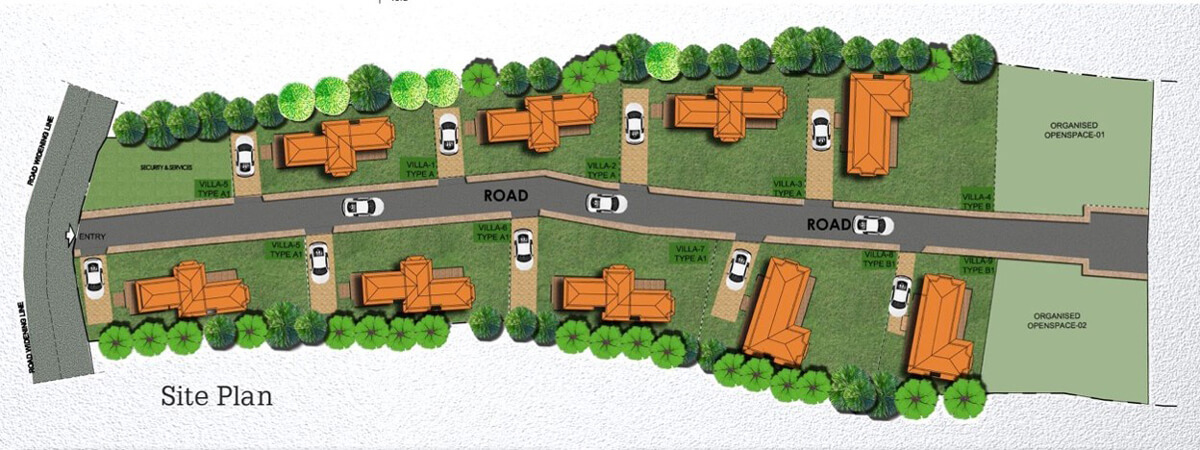 ROAD WIDENING LINE
SECURITY & SERVICES
VILLA-5
TYPE A1
VILLA-1
TYPE A
VILLA-2
TYPE A
VILLA-3
TYPE A
VILLA-4
TYPE B
ORGANISED
OPENSPACE-01
ROAD
ROAD
ENTRY
VILLA-5
TYPE A1
VILLA-6
TYPE A1
VILLA-7
TYPE A1
VILLA-8
TYPE B1
VILLA-9
TYPE B1
ORGANISED
OPENSPACE-02
ROAD WIDENING LINE
Site Plan